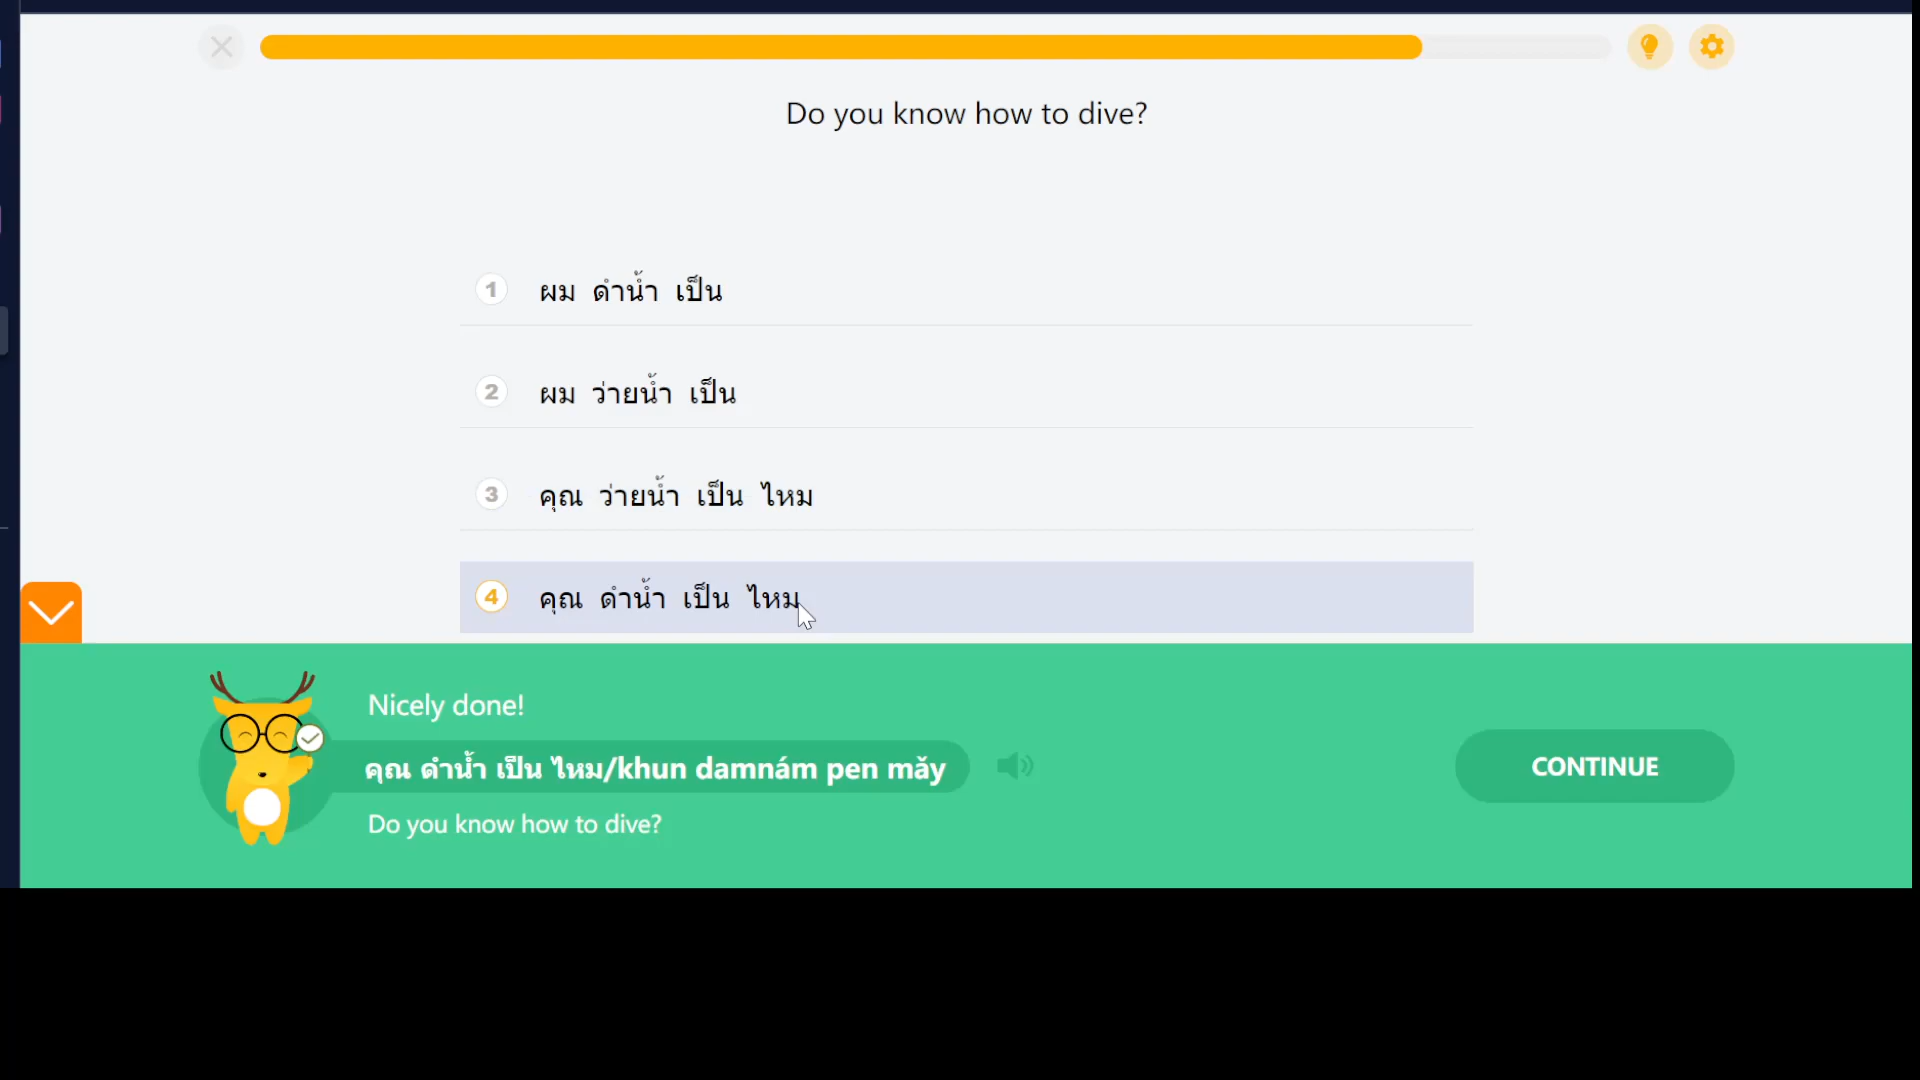 Do you know how to dive?
1 ผม ดำน้ำ เป็น
2 ผม ว่ายน้ำ เป็น
3 คุณ ว่ายน้ำ เป็น ไหม
4 คุณ ดำน้ำ เป็น ไหม
Nicely done!
คุณ ดำน้ำ เป็น ไหม/khun damnám pen mǎy
CONTINUE
Do you know how to dive?